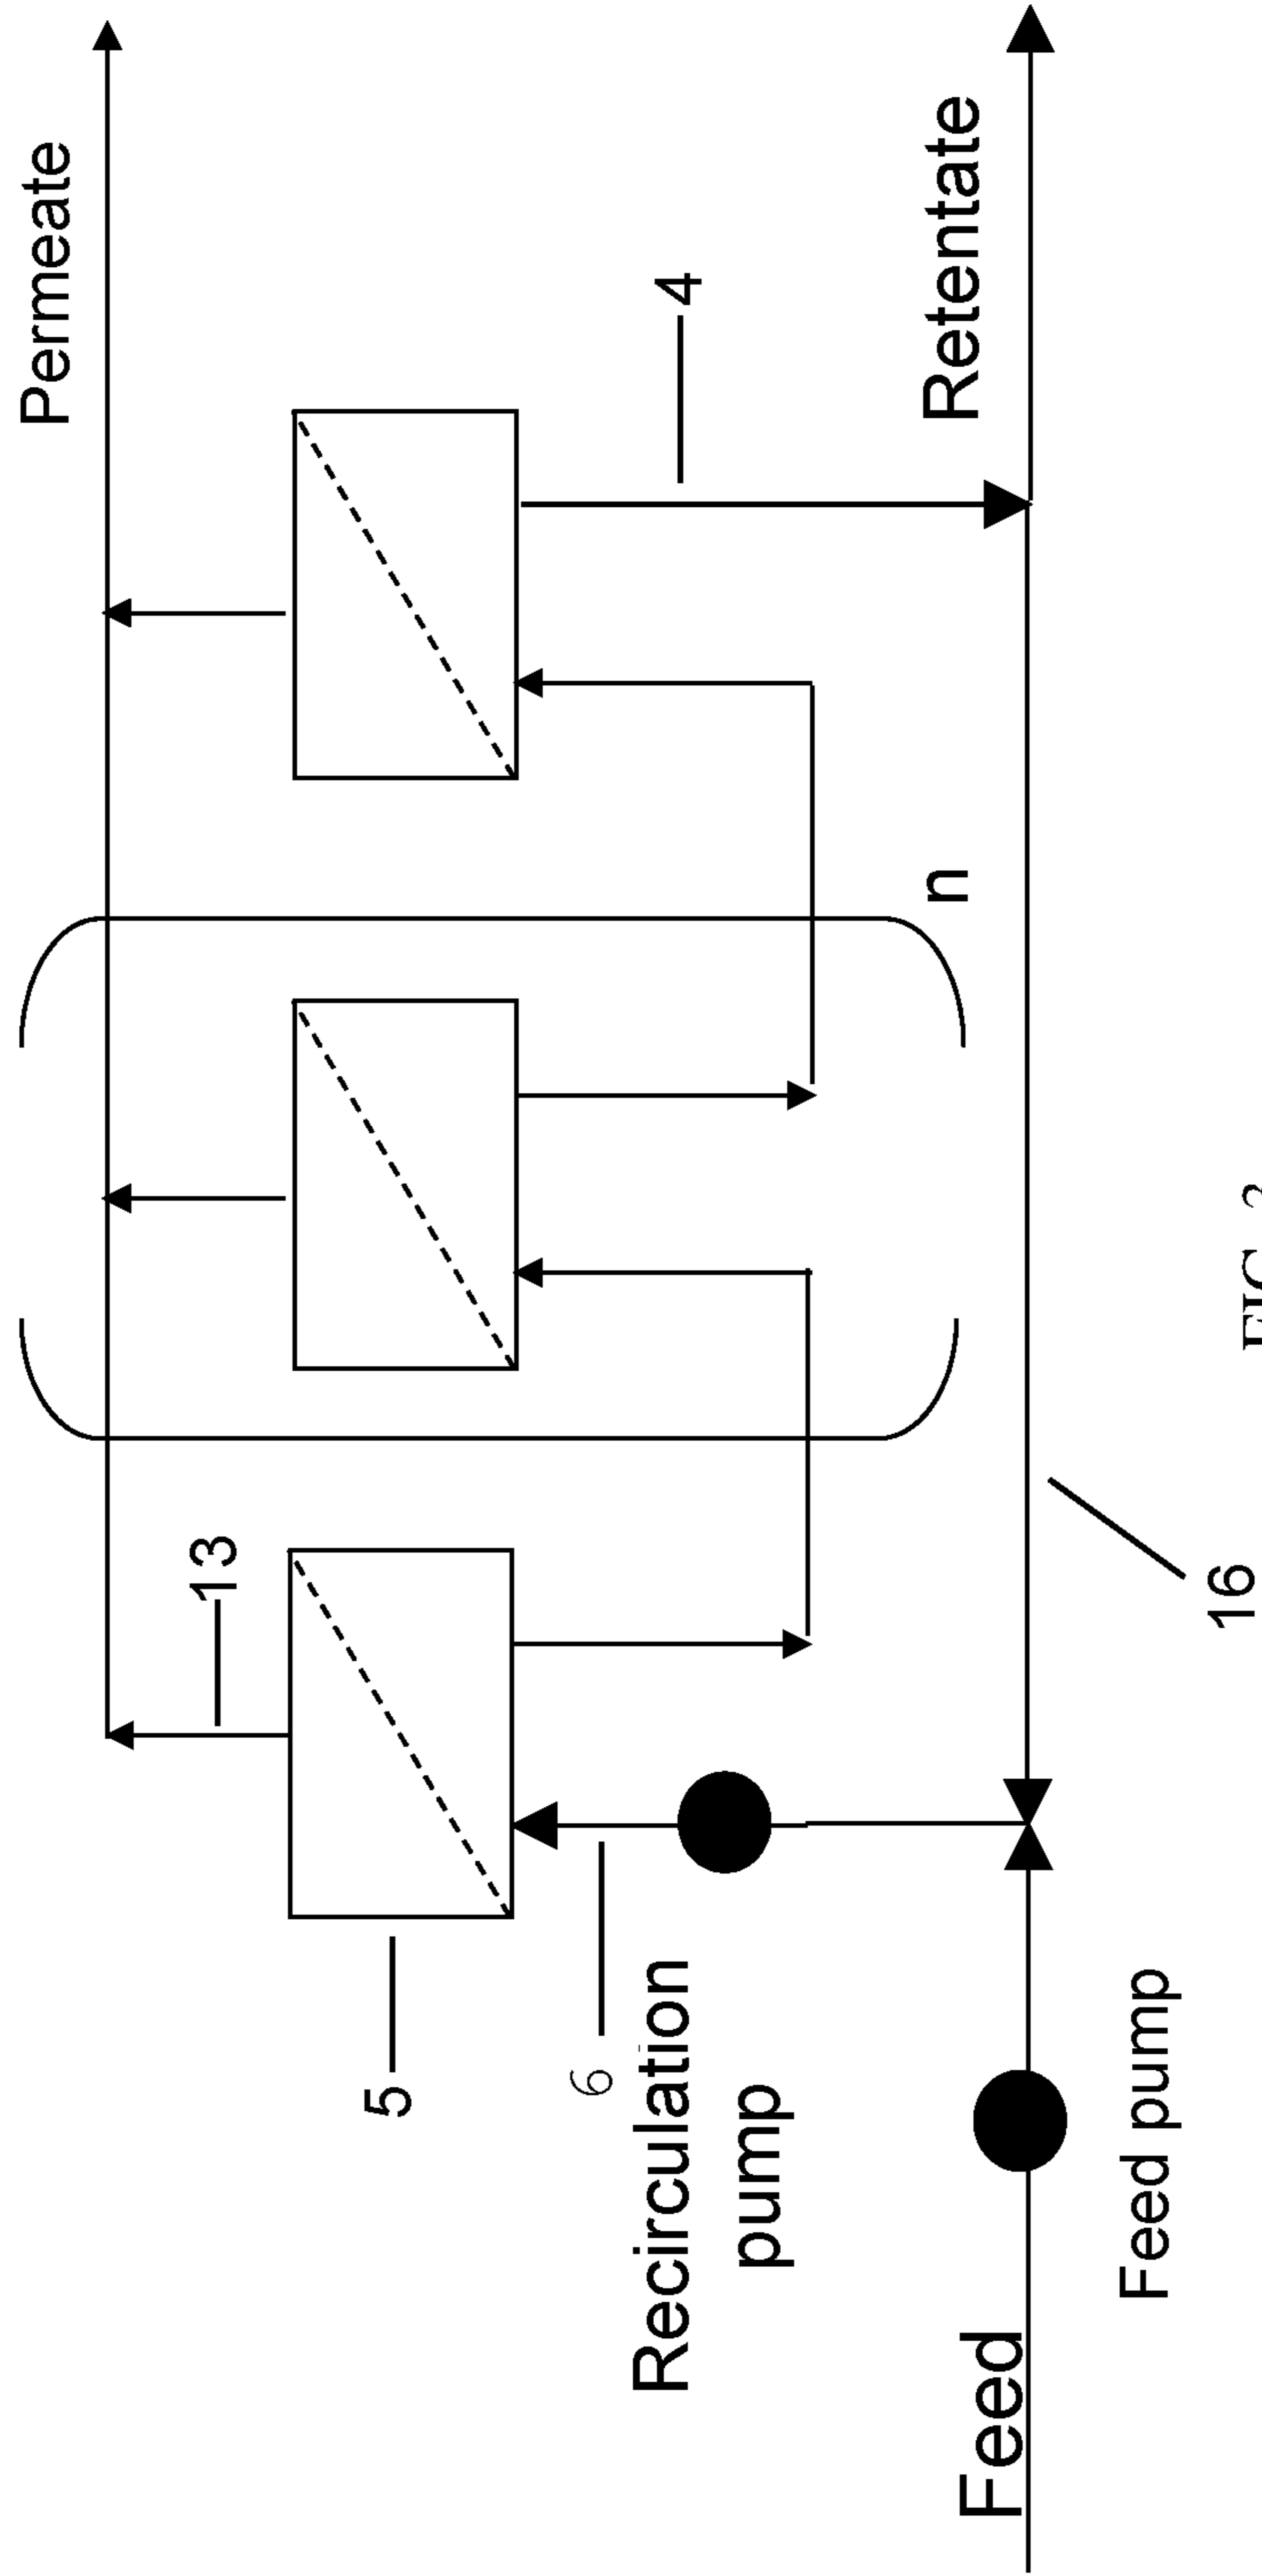 Permeate
13
5
4
6
Recirculation
pump
n
Retentate
Feed
Feed pump
16